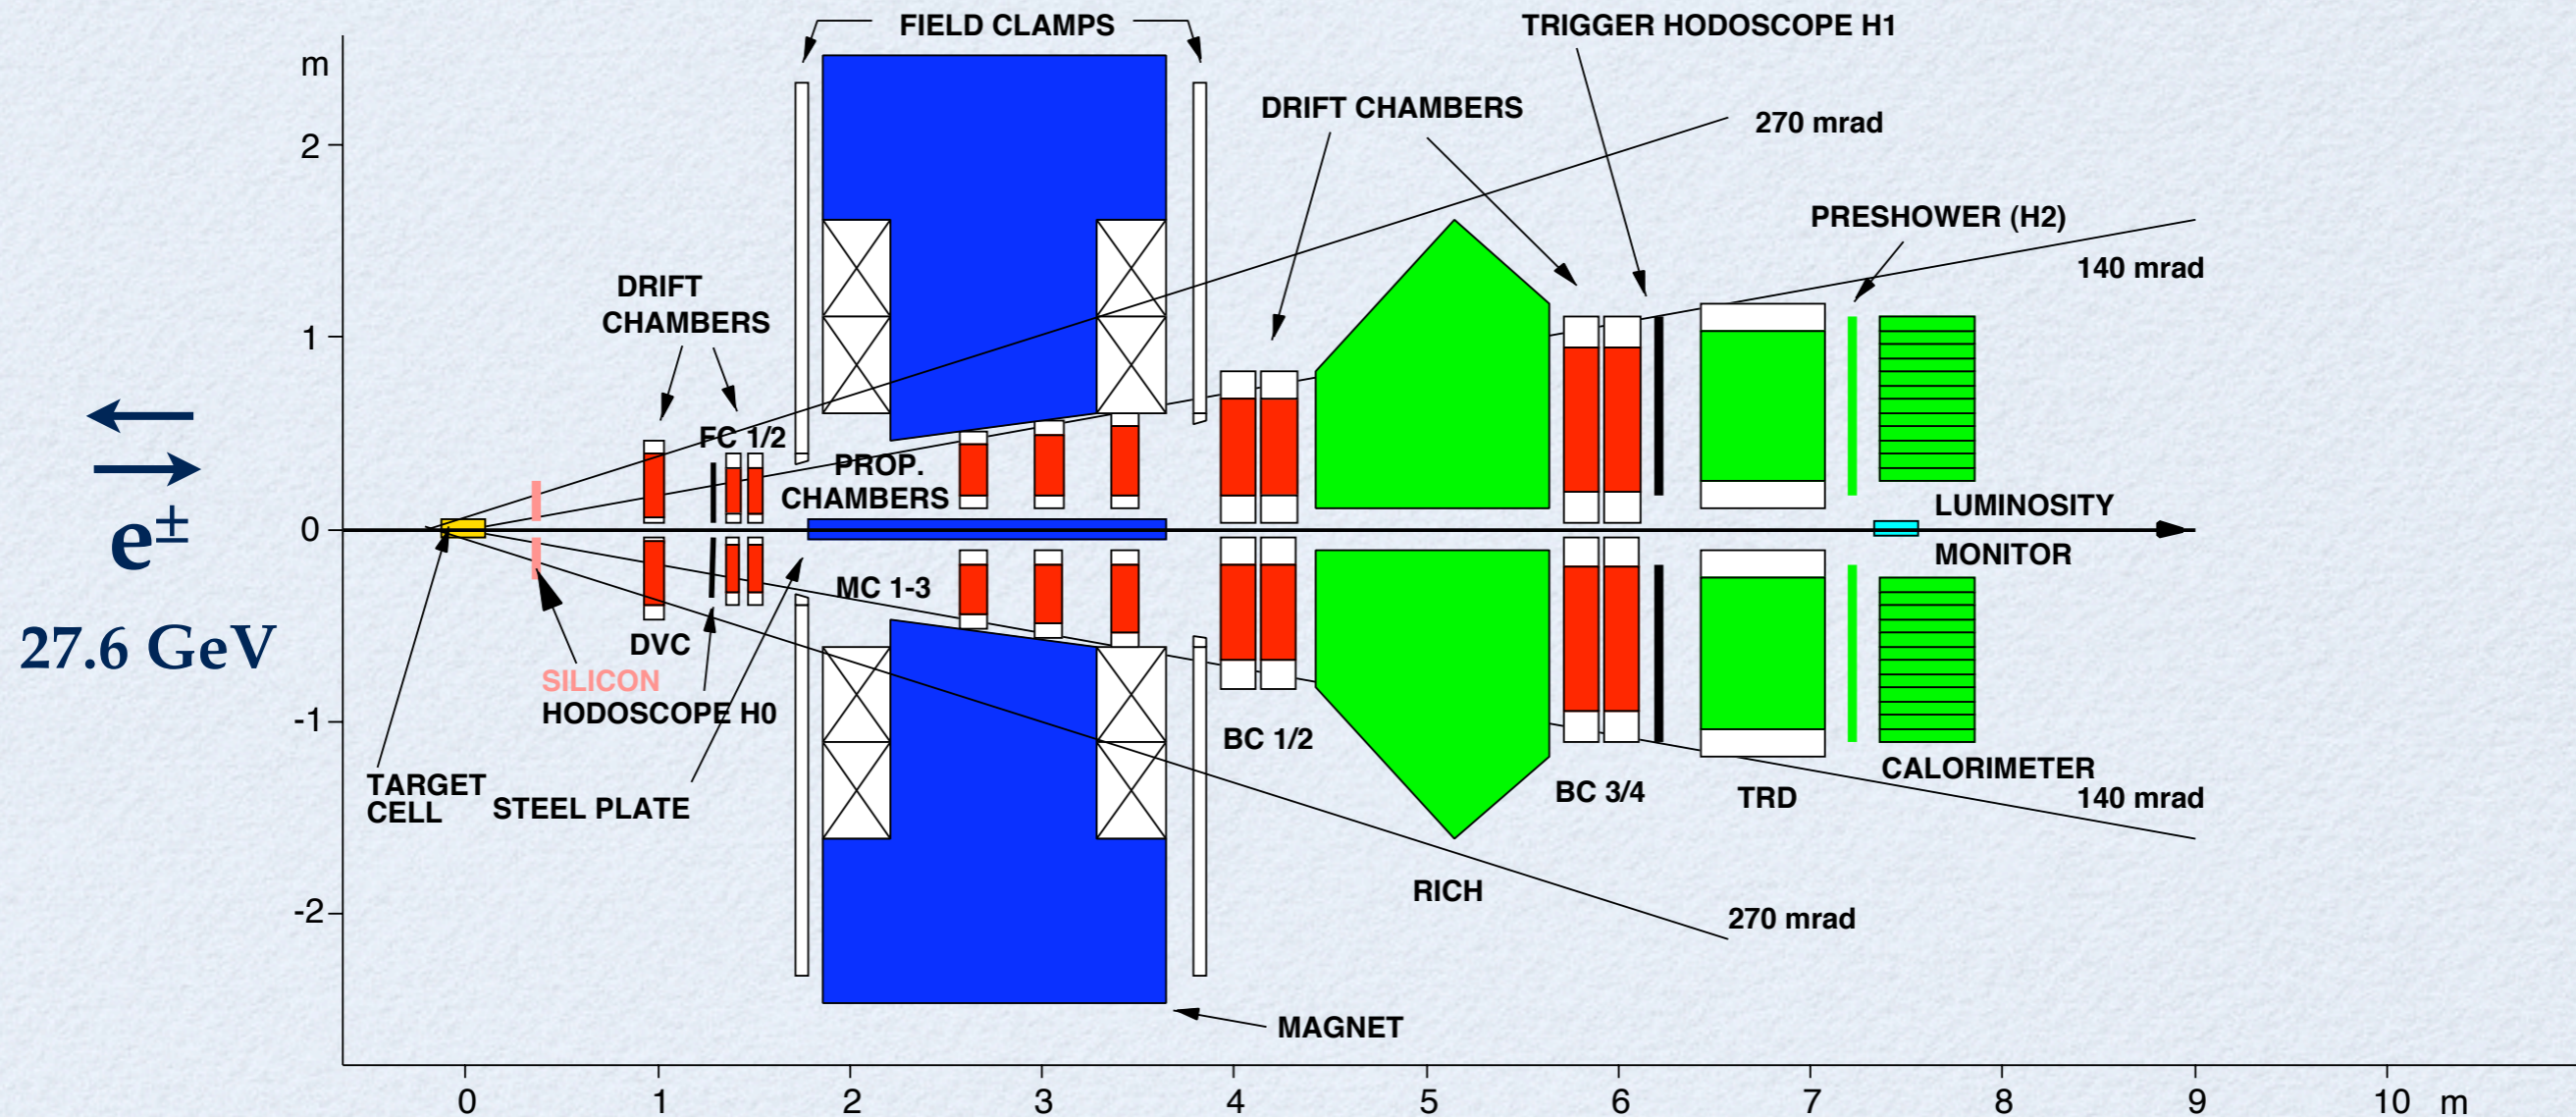 FIELD CLAMPS
TRIGGER HODOSCOPE H1
m
DRIFT CHAMBERS
270 mrad
2
PRESHOWER (H2)
140 mrad
DRIFT
CHAMBERS
1
FC 1/2
PROP.
CHAMBERS
LUMINOSITY
0
e±
MONITOR
MC 1-3
27.6 GeV
DVC
SILICON
HODOSCOPE H0
-1
BC 1/2
CALORIMETER
TARGET
CELL
STEEL PLATE
BC 3/4
TRD
140 mrad
RICH
-2
270 mrad
MAGNET
0 1 2 3 4 5 6 7 8 9 10 m